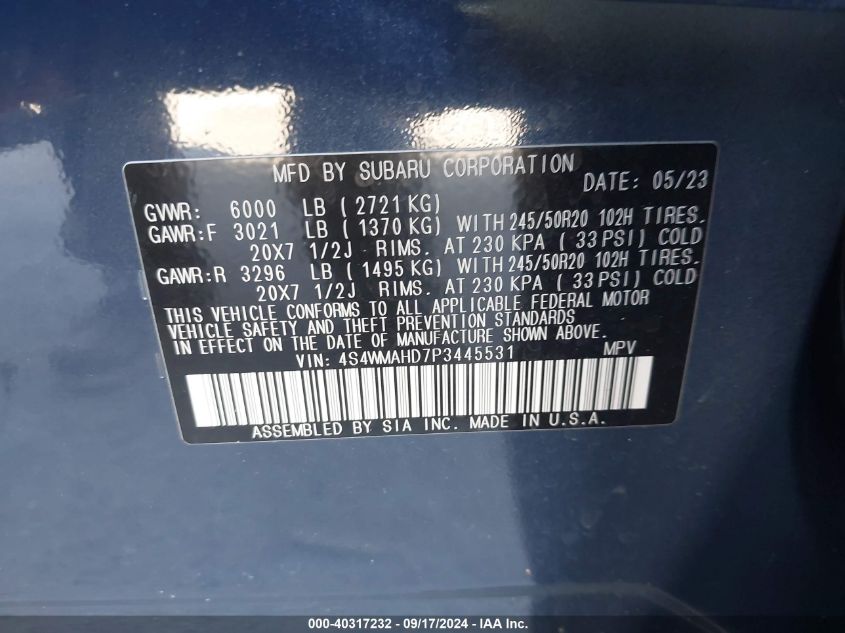 MFD BY SUBARU CORPORATION DATE: 05/23
GVWR: 6000 LB ( 2721 KG)
GAWR:F 3021 LB ( 1370 KG) WITH 245/50R20 102H TIRES.
20X7 1/2J RIMS. AT 230 KPA ( 33 PSI) COLD
GAWR:R 3296 LB ( 1495 KG) WITH 245/50R20 102H TIRES.
20X7 1/2J RIMS. AT 230 KPA ( 33 PSI) COLD
THIS VEHICLE CONFORMS TO ALL APPLICABLE FEDERAL MOTOR
VEHICLE SAFETY AND THEFT PREVENTION STANDARDS
IN EFFECT ON THE DATE OF MANUFACTURE SHOWN ABOVE.
VIN: 4S4WMAHD7P3445531 MPV
ASSEMBLED BY SIA INC. MADE IN U.S.A.
000-40317232 - 09/17/2024 - IAAI.COM